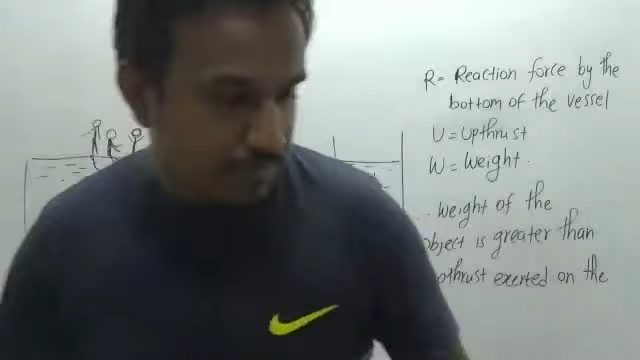 R= Reaction force by the
bottom of the vessel
U = Upthrust
W = Weight.
weight of the
object is greater than
upthrust exerted on the